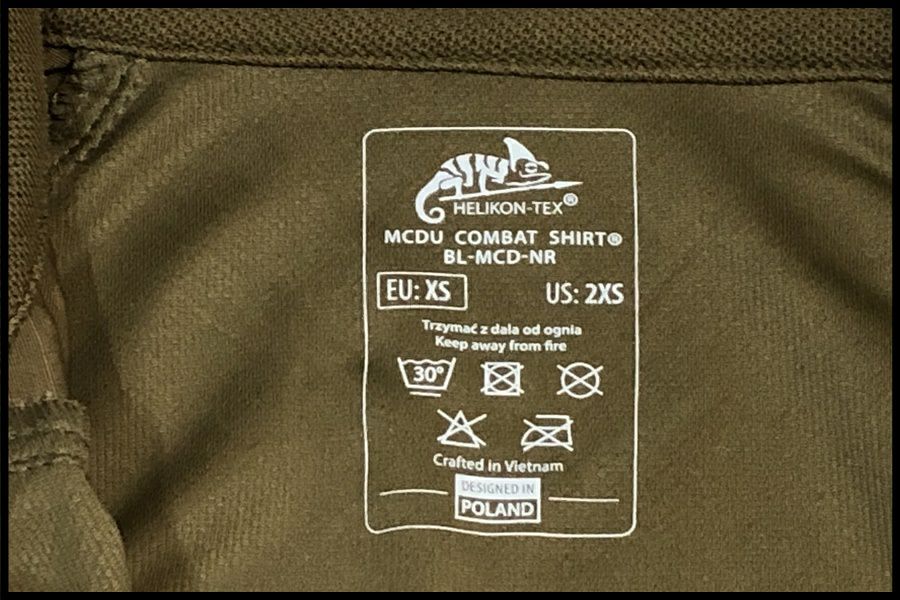 HELIKON-TEX®
MCDU COMBAT SHIRT®
BL-MCD-NR
EU: XS US: 2XS
Trzymać z dala od ognia
Keep away from fire
30°
Crafted in Vietnam
DESIGNED IN
POLAND